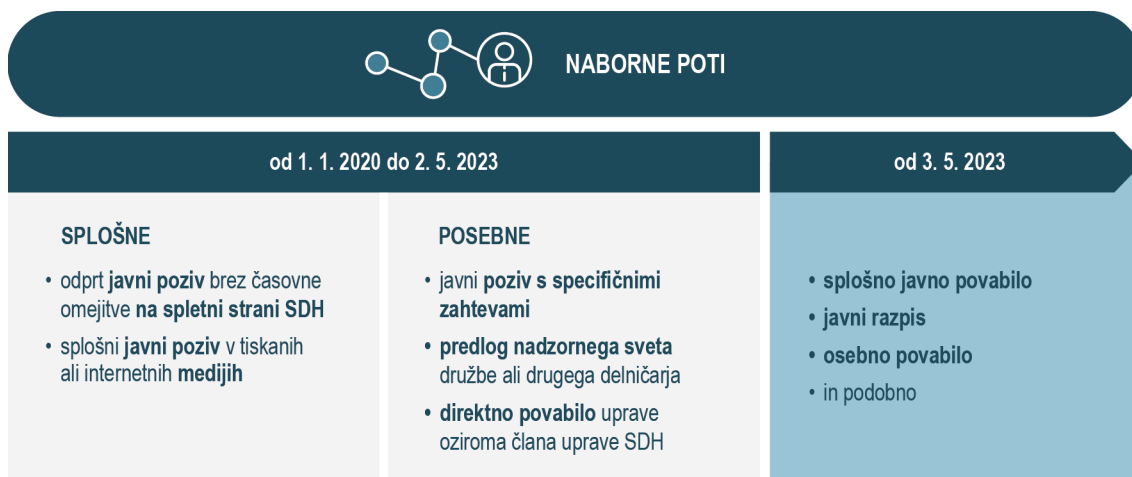 NABORNE POTI
od 1. 1. 2020 do 2. 5. 2023
SPLOŠNE
• odprt javni poziv brez časovne
omejitve na spletni strani SDH
• splošni javni poziv v tiskanih
ali internetnih medijih
POSEBNE
• javni poziv s specifičnimi
zahtevami
• predlog nadzornega sveta
družbe ali drugega delničarja
• direktno povabilo uprave
oziroma člana uprave SDH
od 3. 5. 2023
• splošno javno povabilo
• javni razpis
• osebno povabilo
• in podobno